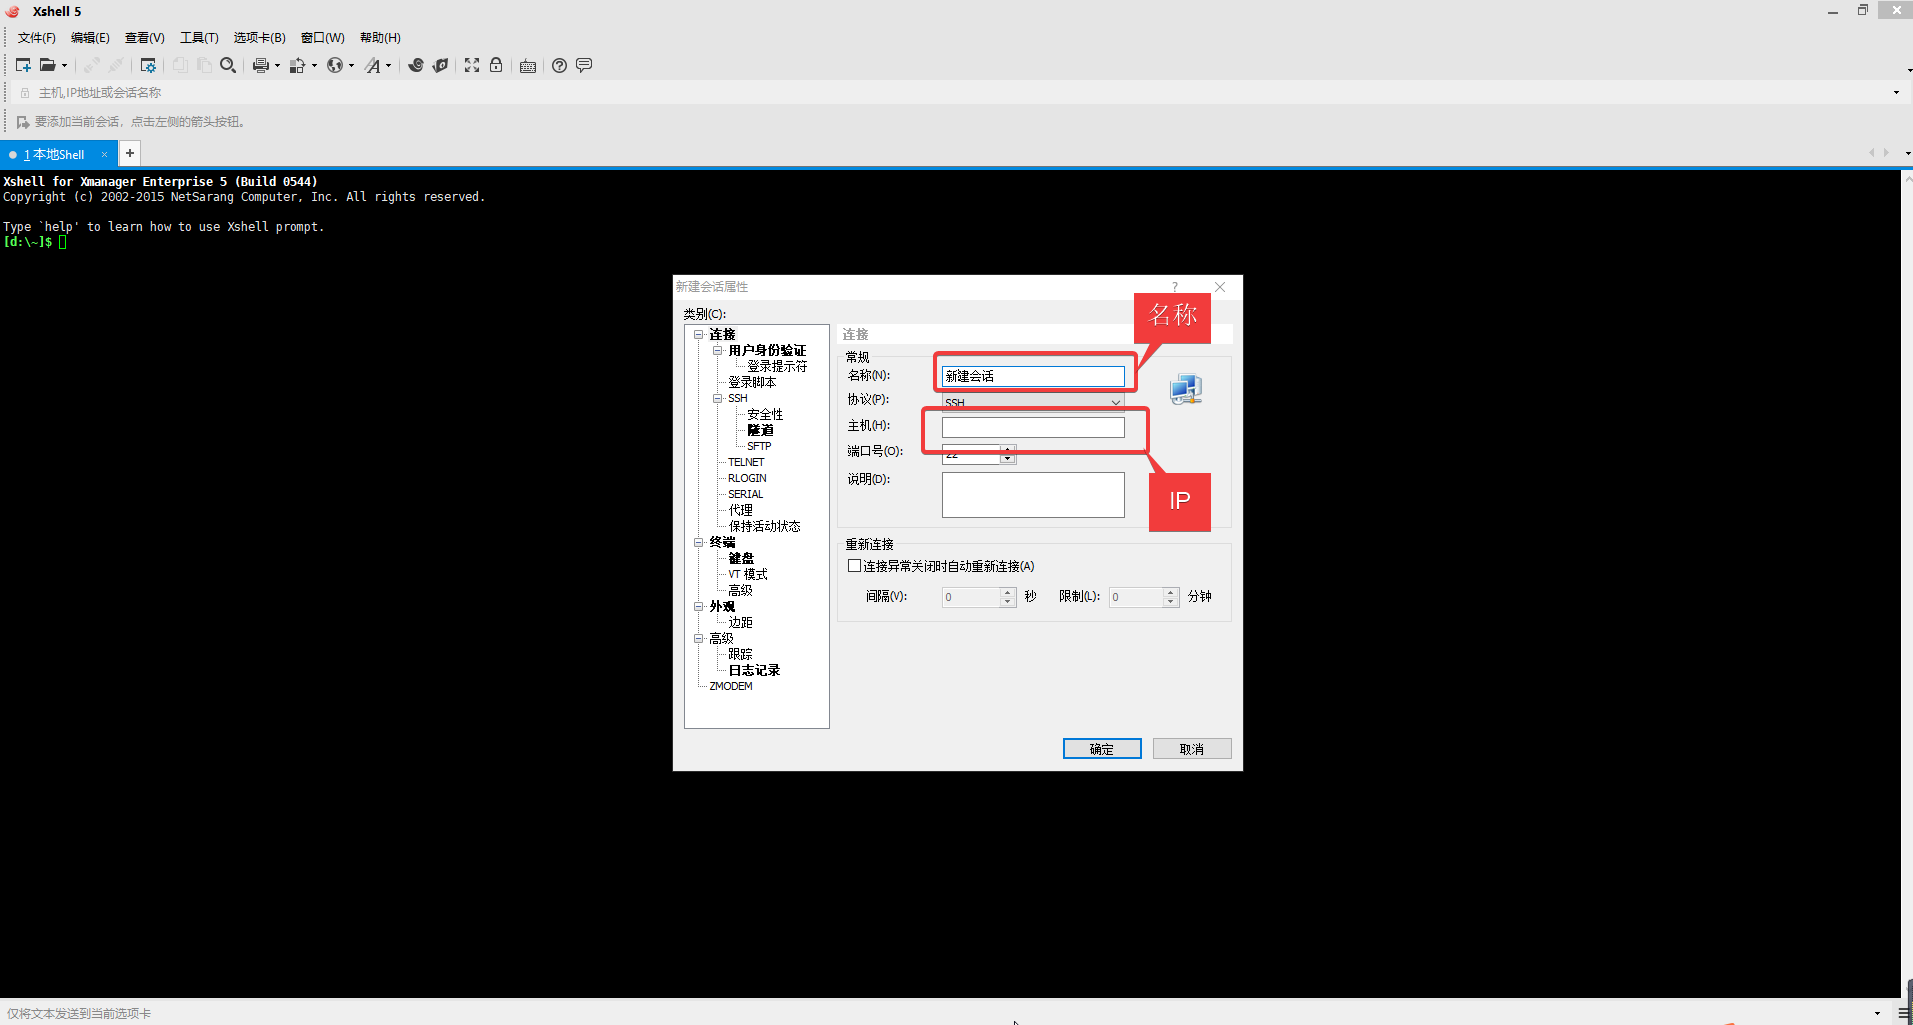 Xshell 5
文件(F) 编辑(E) 查看(V) 工具(T) 选项卡(B) 窗口(W) 帮助(H)
主机,IP地址或会话名称
要添加当前会话，点击左侧的箭头按钮。
1 本地Shell × +
Xshell for Xmanager Enterprise 5 (Build 0544)
Copyright (c) 2002-2015 NetSarang Computer, Inc. All rights reserved.
Type `help' to learn how to use Xshell prompt.
[d:\~]$
新建会话属性 ?
类别(C):
连接
用户身份验证
登录提示符
登录脚本
SSH
安全性
隧道
SFTP
TELNET
RLOGIN
SERIAL
代理
保持活动状态
终端
键盘
VT 模式
高级
外观
边距
高级
跟踪
日志记录
ZMODEM
连接
名称
常规
名称(N): 新建会话
协议(P): SSH
主机(H):
端口号(O): 22
说明(D):
IP
重新连接
连接异常关闭时自动重新连接(A)
间隔(V): 0 秒 限制(L): 0 分钟
确定 取消
仅将文本发送到当前选项卡